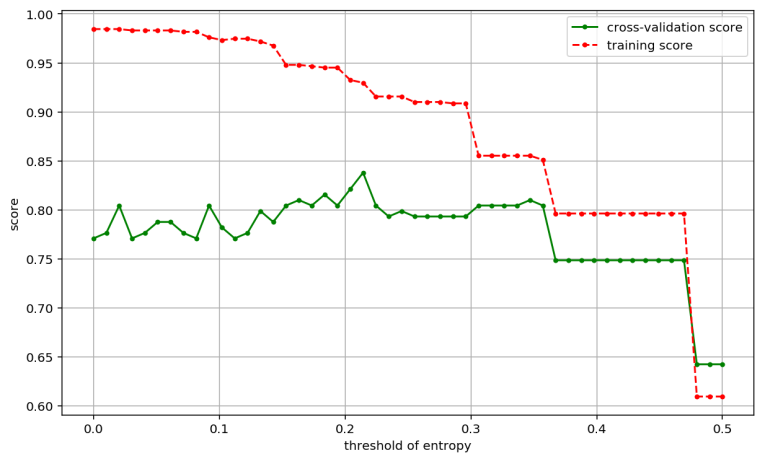 1.00
0.95
0.90
0.85
0.80
0.75
0.70
0.65
0.60
score
cross-validation score
training score
0.0 0.1 0.2 0.3 0.4 0.5
threshold of entropy